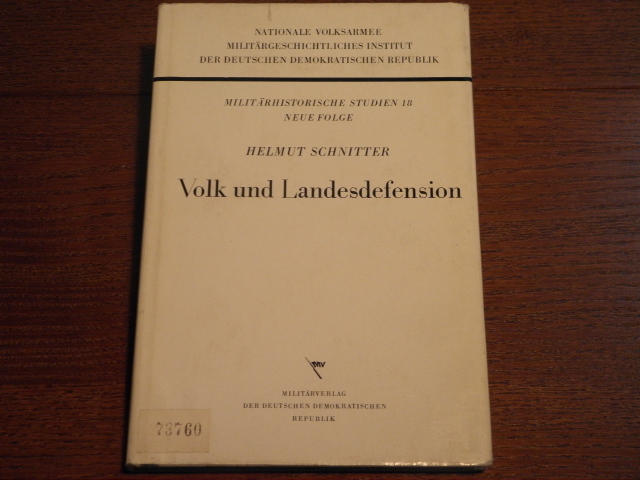 NATIONALE VOLKSARMEE
MILITÄRGESCHICHTLICHES INSTITUT
DER DEUTSCHEN DEMOKRATISCHEN REPUBLIK
MILITÄRHISTORISCHE STUDIEN 18
NEUE FOLGE
HELMUT SCHNITTER
Volk und Landesdefension
MV
MILITÄRVERLAG
DER DEUTSCHEN DEMOKRATISCHEN
REPUBLIK
73760